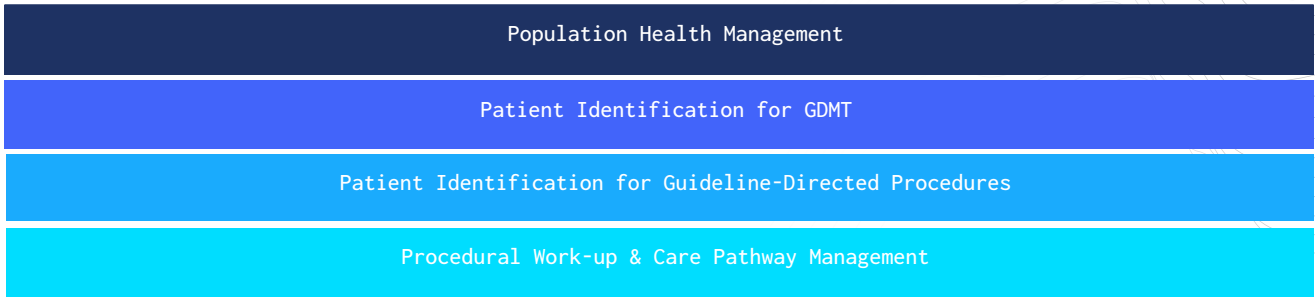 Population Health Management
Patient Identification for GDMT
Patient Identification for Guideline-Directed Procedures
Procedural Work-up & Care Pathway Management